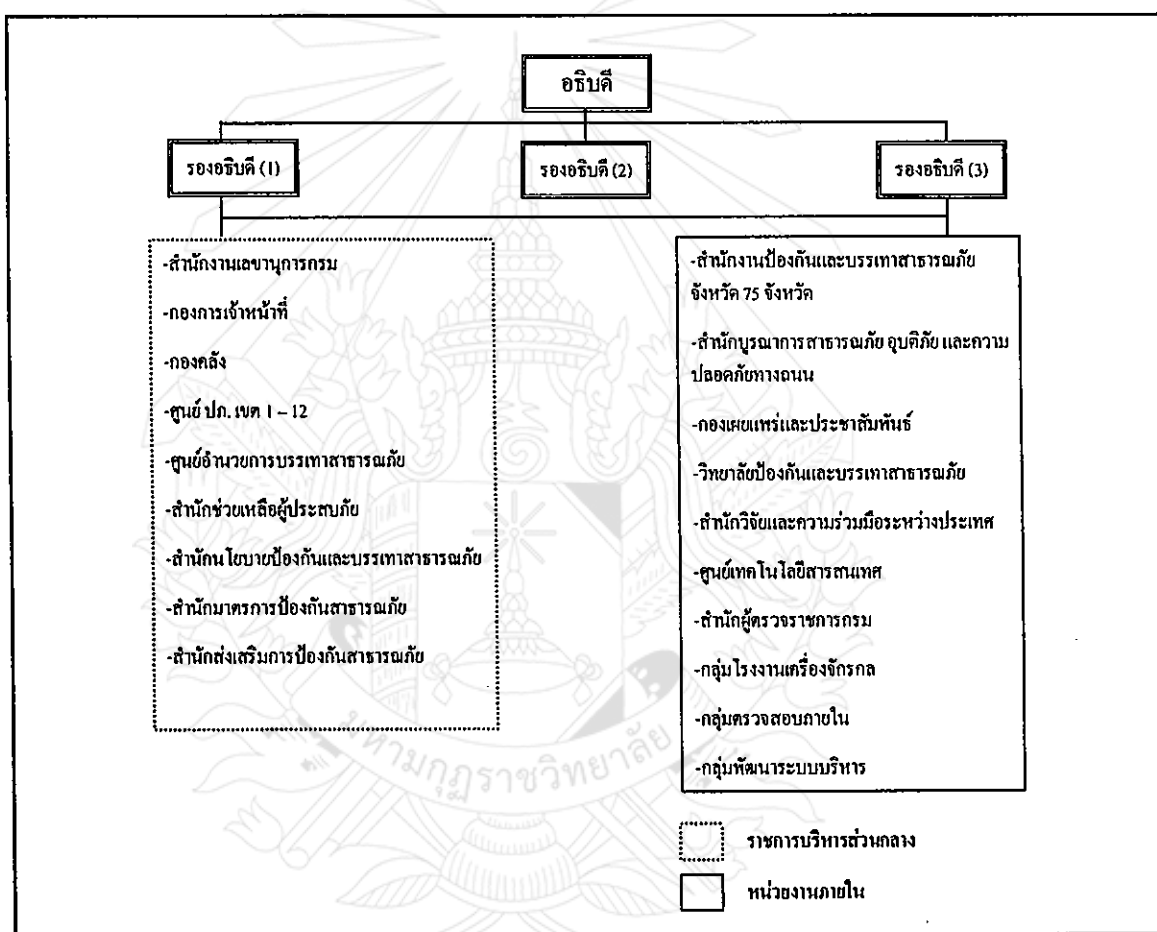 อธิบดี
รองอธิบดี (1)
รองอธิบดี (2)
รองอธิบดี (3)
-สำนักงานเลขานุการกรม
-กองการเจ้าหน้าที่
-กองคลัง
-ศูนย์ ปภ. เขต 1 – 12
-ศูนย์อำนวยการบรรเทาสาธารณภัย
-สำนักช่วยเหลือผู้ประสบภัย
-สำนักนโยบายป้องกันและบรรเทาสาธารณภัย
-สำนักมาตรการป้องกันสาธารณภัย
-สำนักส่งเสริมการป้องกันสาธารณภัย
-สำนักงานป้องกันและบรรเทาสาธารณภัย
จังหวัด 75 จังหวัด
-สำนักบูรณาการสาธารณภัย อุบัติภัย และความ
ปลอดภัยทางถนน
-กองเผยแพร่และประชาสัมพันธ์
-วิทยาลัยป้องกันและบรรเทาสาธารณภัย
-สำนักวิจัยและความร่วมมือระหว่างประเทศ
-ศูนย์เทคโนโลยีสารสนเทศ
-สำนักผู้ตรวจราชการกรม
-กลุ่มโรงงานเครื่องจักรกล
-กลุ่มตรวจสอบภายใน
-กลุ่มพัฒนาระบบบริหาร
มหามกุฏราชวิทยาลัย
ราชการบริหารส่วนกลาง
หน่วยงานภายใน